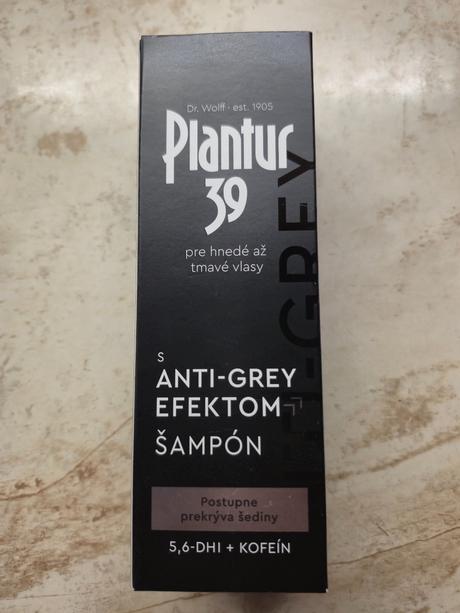 Dr. Wolff · est. 1905
Plantur
39
pre hnedé až
tmavé vlasy
S
ANTI-GREY
EFEKTOM
ŠAMPÓN
Postupne
prekrýva šediny
5,6-DHI + KOFEÍN